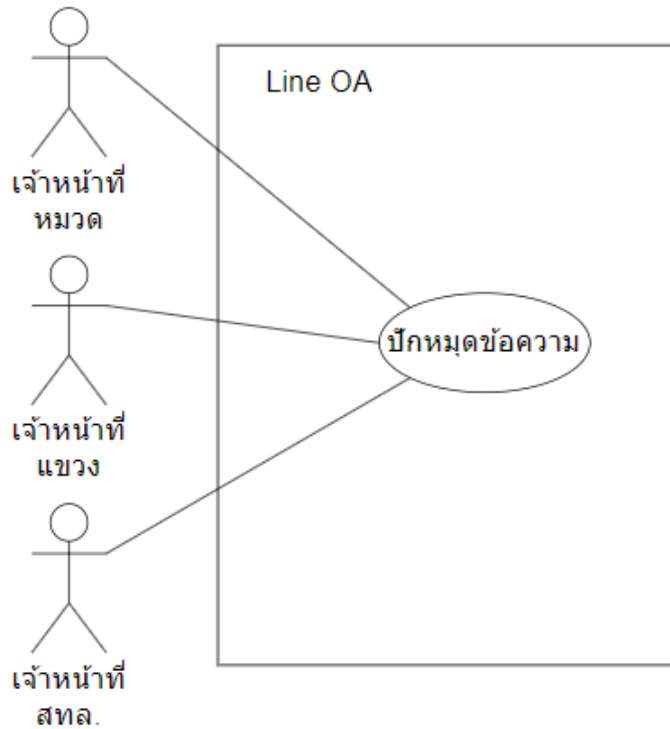 Line OA
เจ้าหน้าที่
หมวด
เจ้าหน้าที่
แขวง
ปักหมุดข้อความ
เจ้าหน้าที่
สทล.